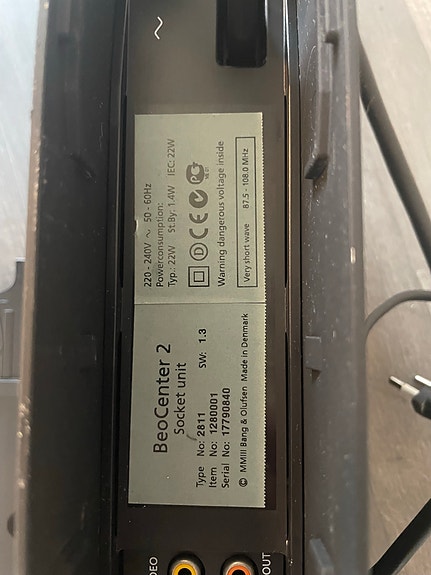 BeoCenter 2
Socket unit
Type No: 2811 SW: 1.3
Item No: 1280001
Serial No: 17790840
© MMIII Bang & Olufsen Made in Denmark
220 - 240V ~ 50 - 60Hz
Powerconsumption:
Typ.: 22W St.By: 1.4W IEC: 22W
D CE
Warning dangerous voltage inside
Very short wave 87.5 - 108.0 MHz
~
DEO
OUT